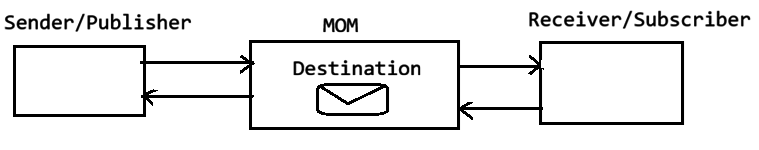 Sender/Publisher
MOM
Receiver/Subscriber
Destination